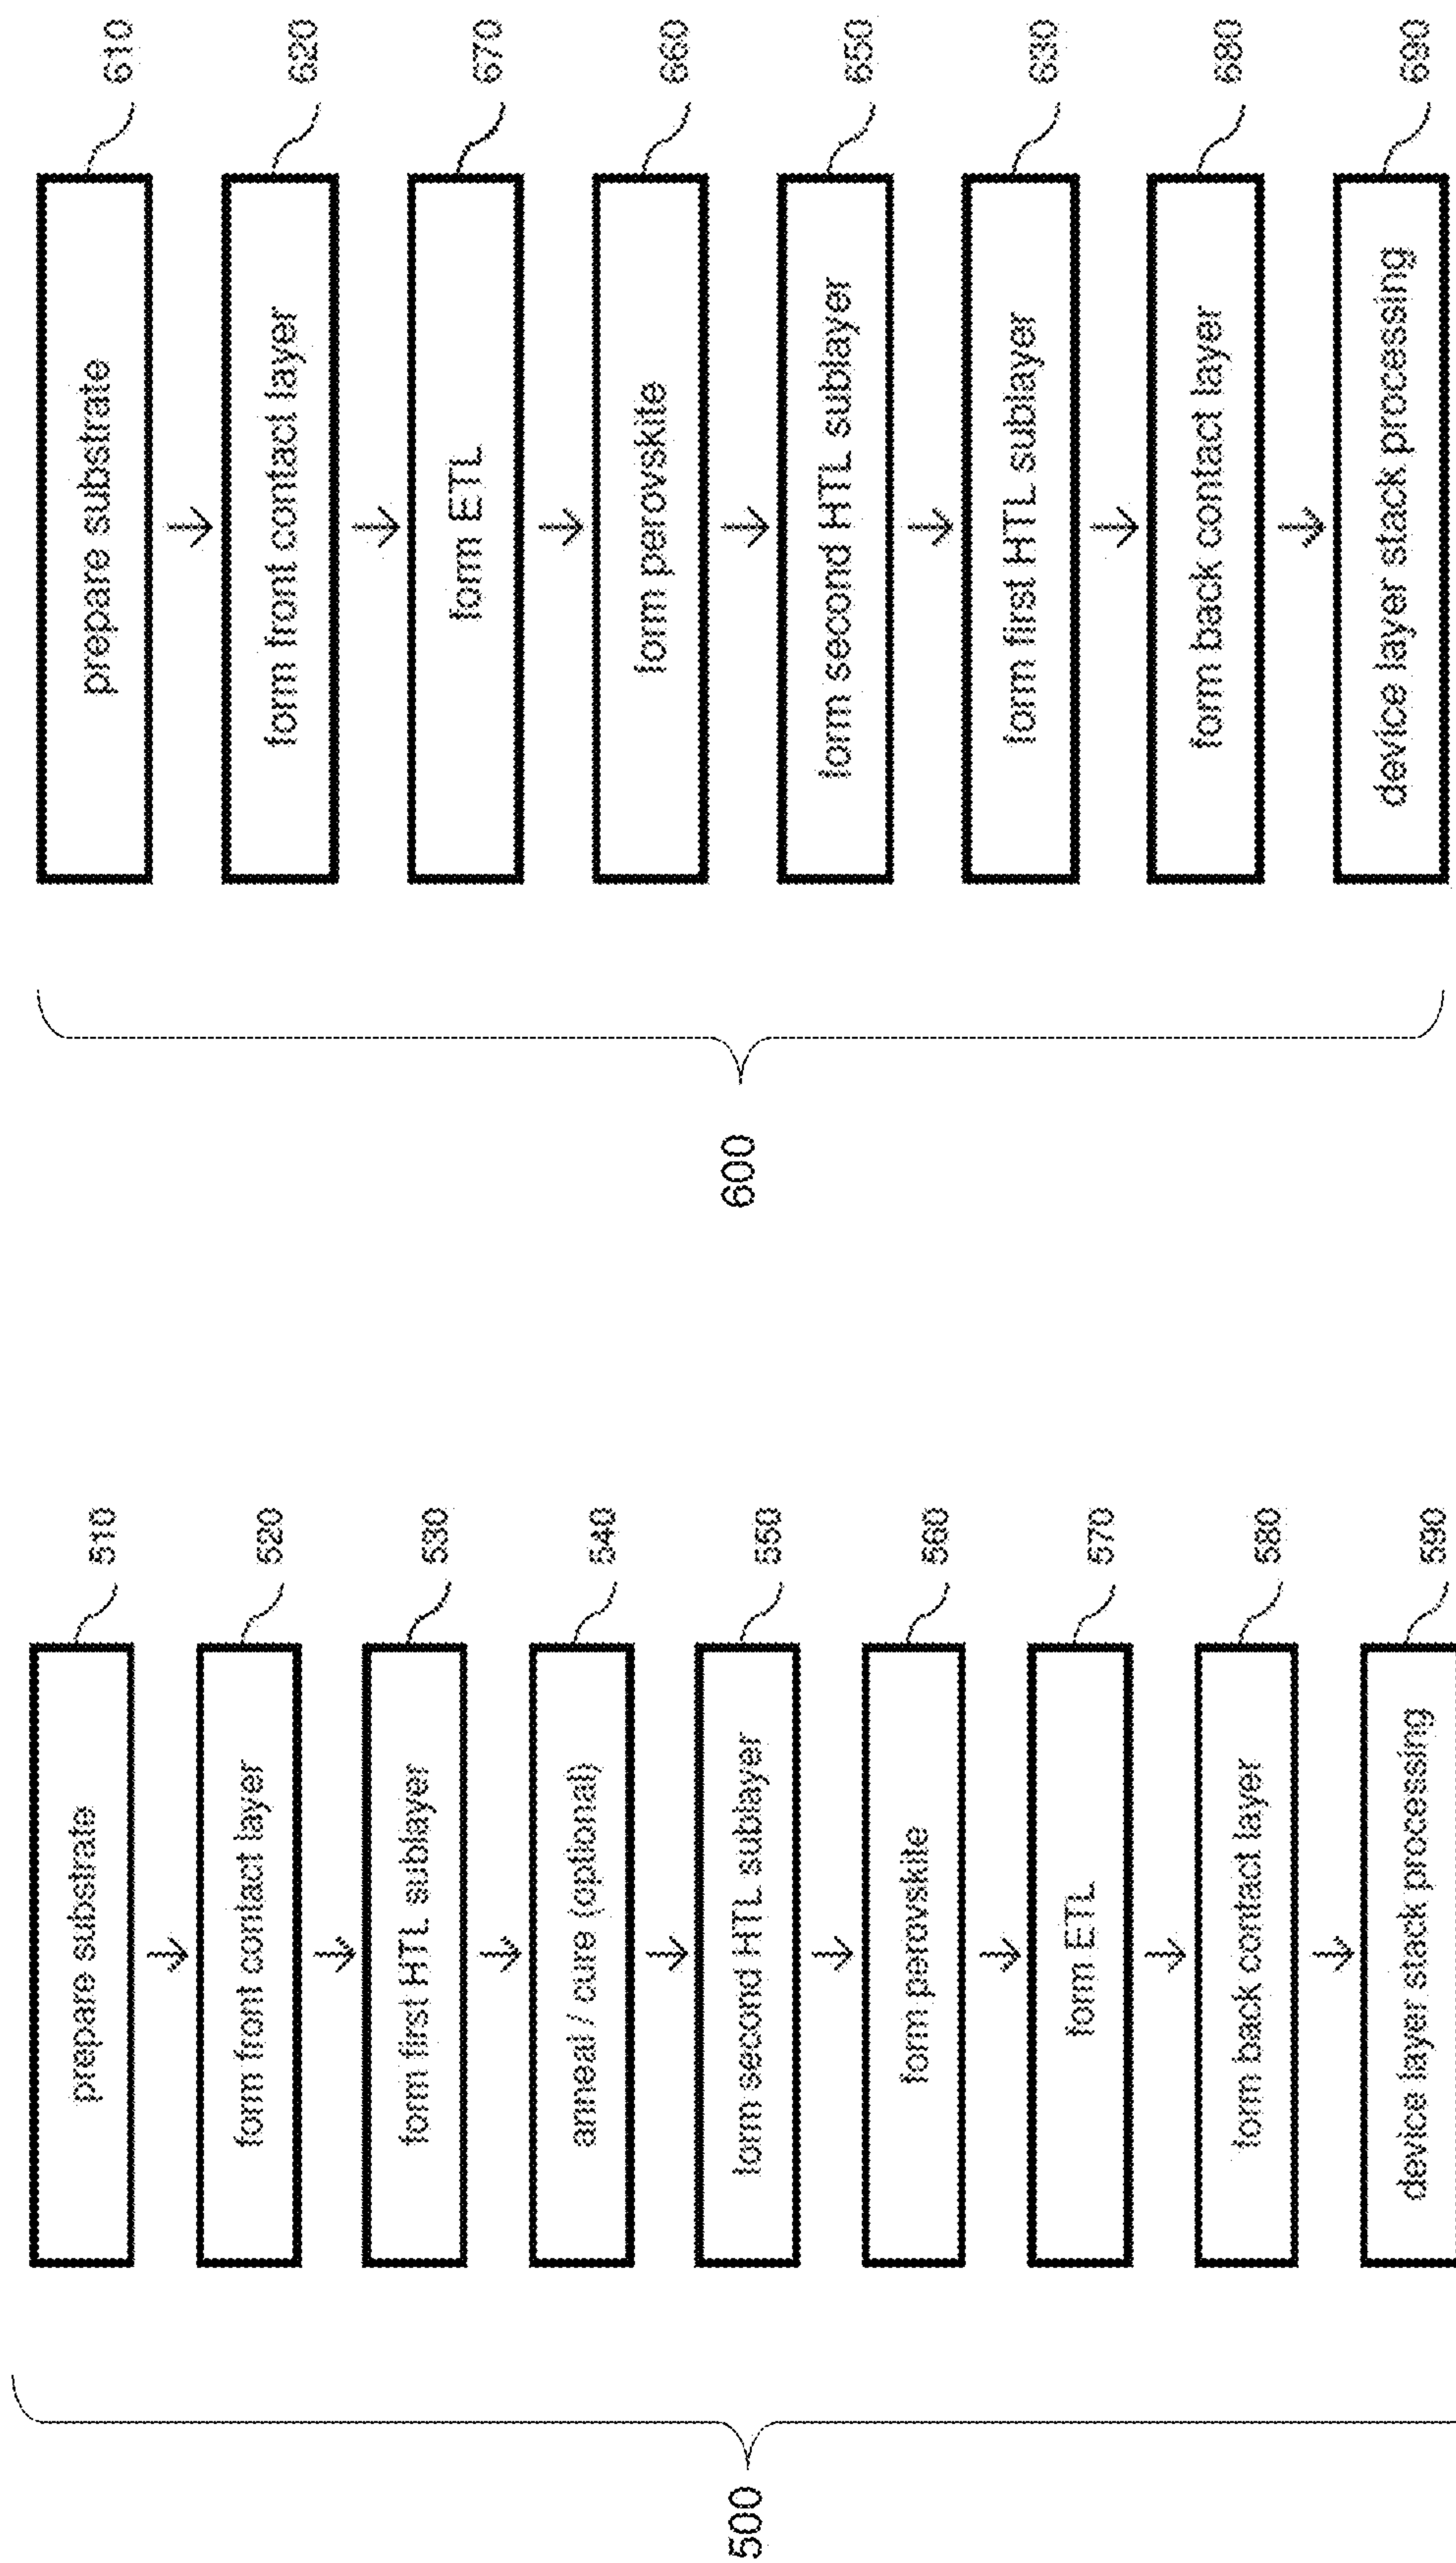 500
prepare substrate
510
form front contact layer
520
form first HTL sublayer
530
anneal / cure (optional)
540
form second HTL sublayer
550
form perovskite
560
form ETL
570
form back contact layer
580
device layer stack processing
590
600
prepare substrate
610
form front contact layer
620
form ETL
670
form perovskite
660
form second HTL sublayer
650
form first HTL sublayer
630
form back contact layer
680
device layer stack processing
690